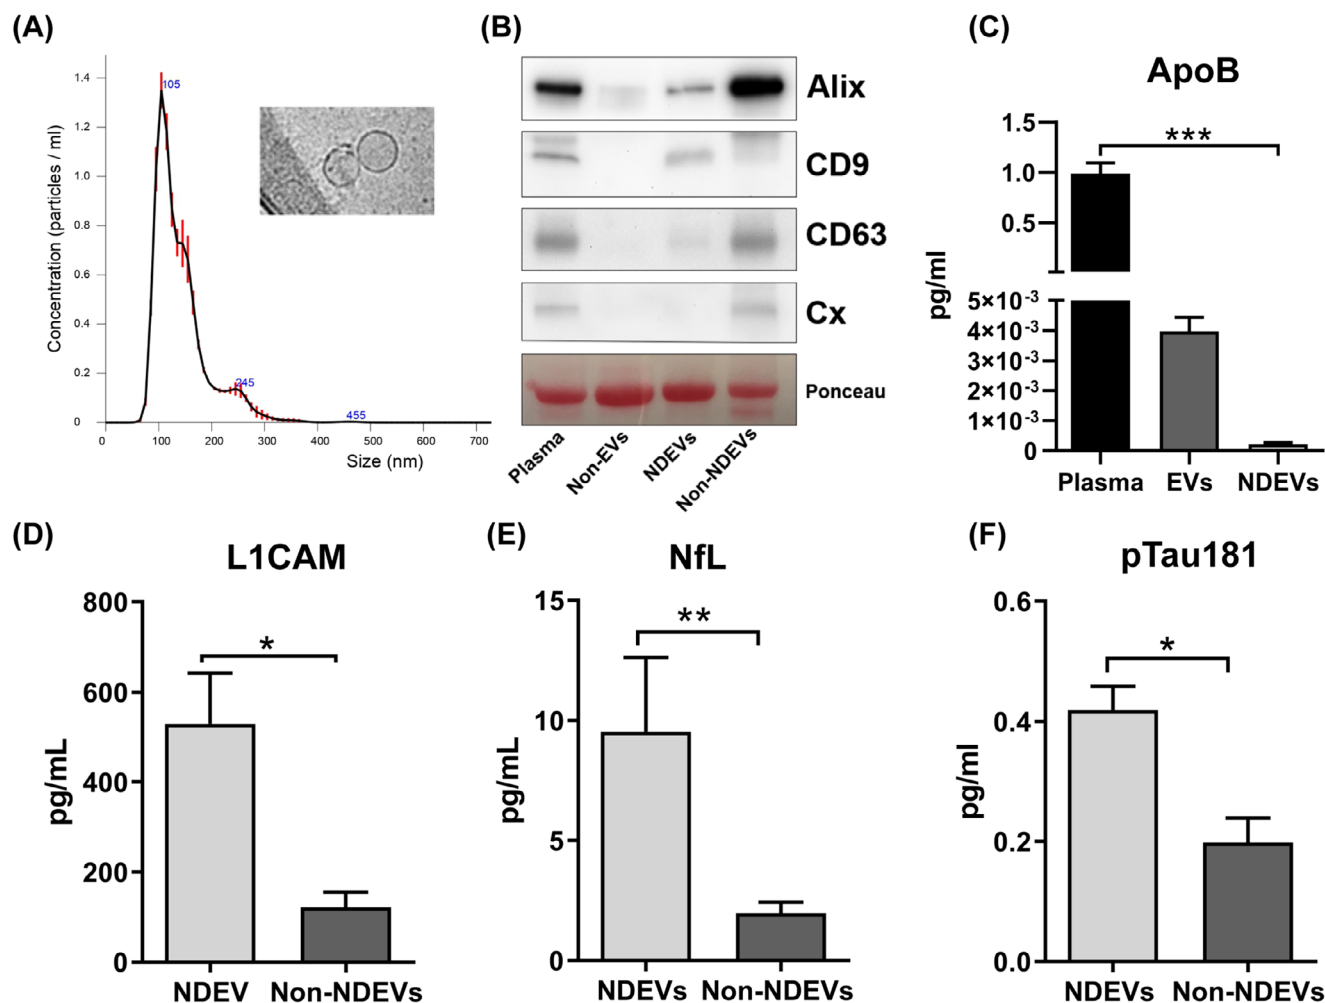 (A)
Concentration (particles / ml)
1.4
1.2
1.0
0.8
0.6
0.4
0.2
0
105
245
455
0
100
200
300
400
500
600
700
Size (nm)
(B)
Alix
CD9
CD63
Cx
Ponceau
Plasma
Non-EVs
NDEVs
Non-NDEVs
(C)
ApoB
***
pg/ml
1.5
1.0
0.5
5×10⁻³
4×10⁻³
3×10⁻³
2×10⁻³
1×10⁻³
0
Plasma
EVs
NDEVs
(D)
L1CAM
*
pg/mL
800
600
400
200
0
NDEV
Non-NDEVs
(E)
NfL
**
pg/mL
15
10
5
0
NDEVs
Non-NDEVs
(F)
pTau181
*
pg/ml
0.6
0.4
0.2
0.0
NDEVs
Non-NDEVs